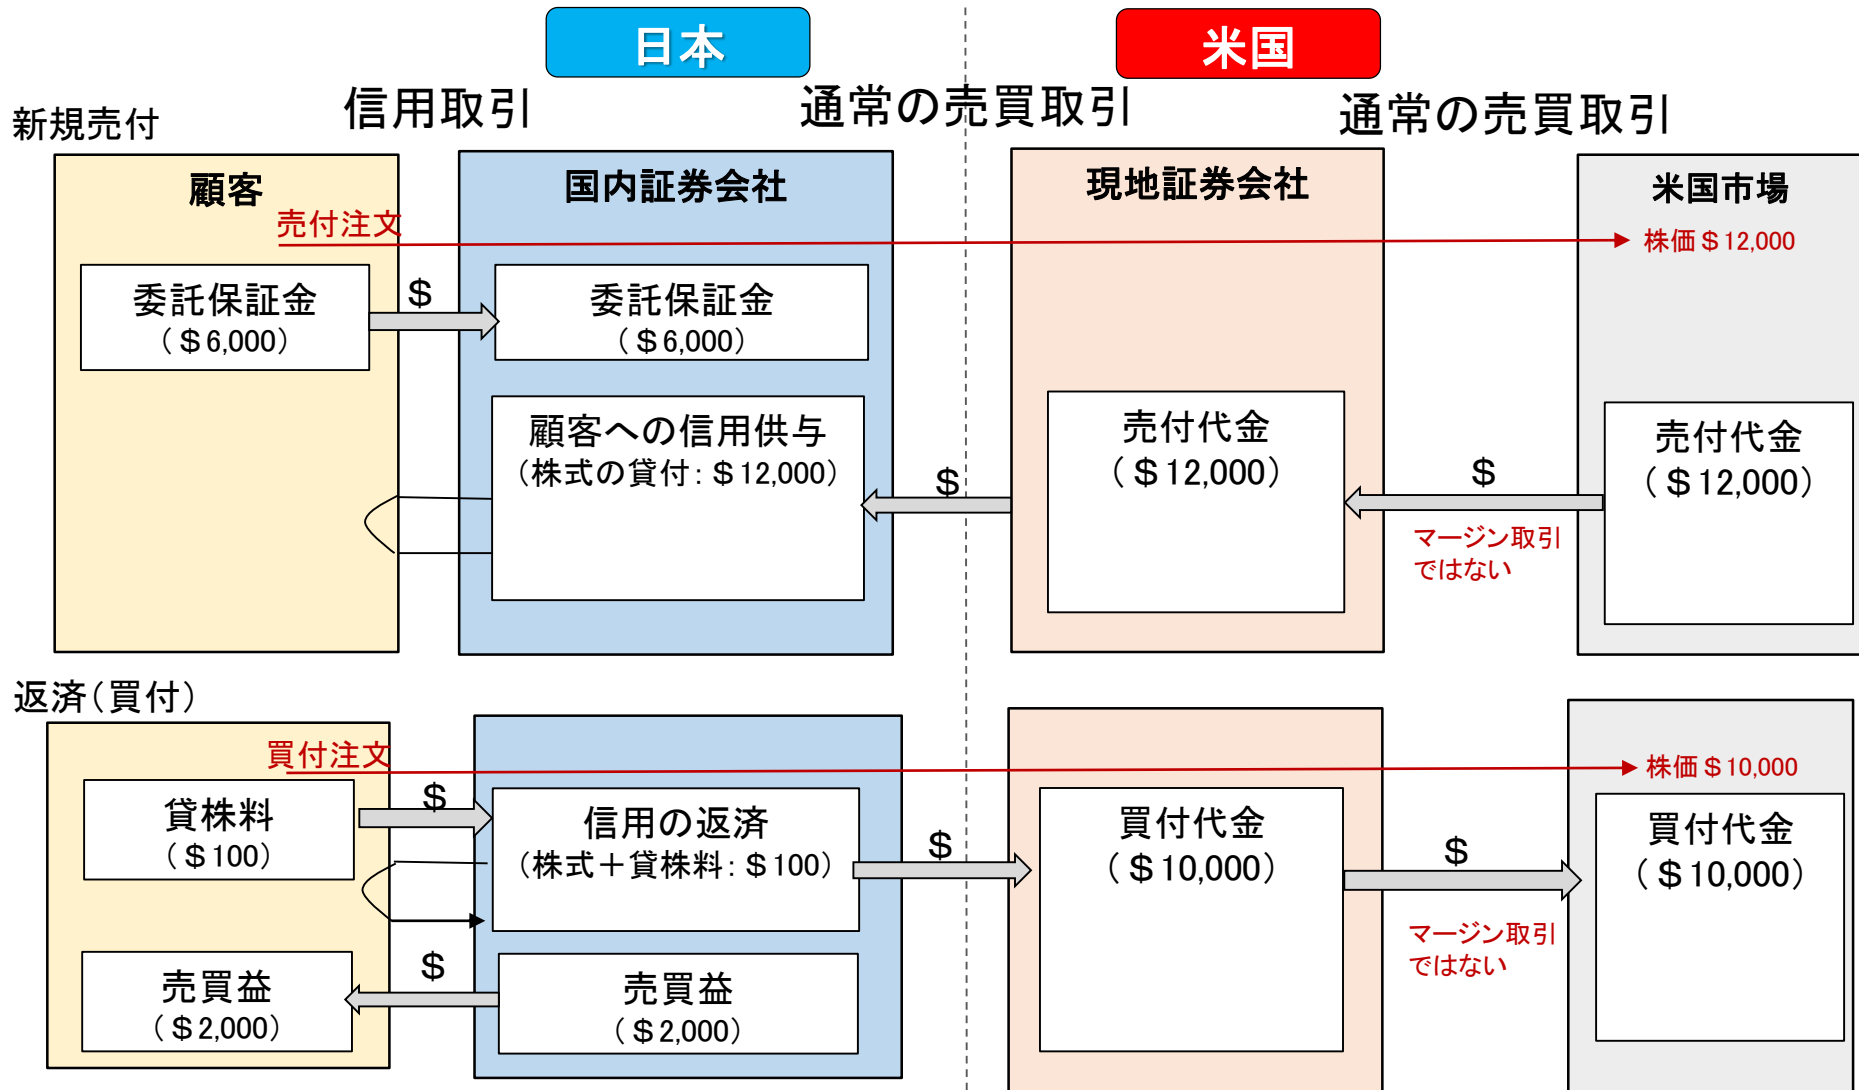 日本
米国
信用取引
通常の売買取引
通常の売買取引
新規売付
顧客
国内証券会社
現地証券会社
米国市場
売付注文
株価＄12,000
委託保証金
（＄6,000）
＄
委託保証金
（＄6,000）
顧客への信用供与
（株式の貸付：＄12,000）
＄
売付代金
（＄12,000）
＄
マージン取引
ではない
売付代金
（＄12,000）
返済（買付）
買付注文
株価＄10,000
貸株料
（＄100）
＄
信用の返済
（株式＋貸株料：＄100）
＄
買付代金
（＄10,000）
＄
マージン取引
ではない
買付代金
（＄10,000）
売買益
（＄2,000）
＄
売買益
（＄2,000）